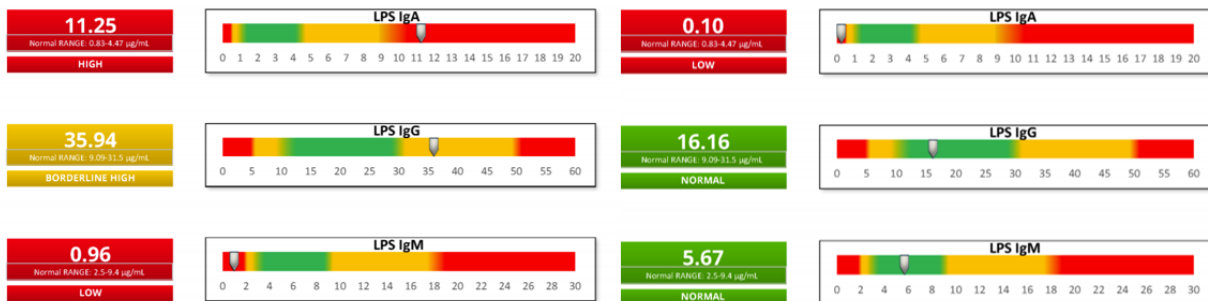 11.25
Normal RANGE: 0.83-4.47 µg/mL
HIGH
LPS IgA
0 1 2 3 4 5 6 7 8 9 10 11 12 13 14 15 16 17 18 19 20
0.10
Normal RANGE: 0.83-4.47 µg/mL
LOW
LPS IgA
0 1 2 3 4 5 6 7 8 9 10 11 12 13 14 15 16 17 18 19 20
35.94
Normal RANGE: 9.09-31.5 µg/mL
BORDERLINE HIGH
LPS IgG
0 5 10 15 20 25 30 35 40 45 50 55 60
16.16
Normal RANGE: 9.09-31.5 µg/mL
NORMAL
LPS IgG
0 5 10 15 20 25 30 35 40 45 50 55 60
0.96
Normal RANGE: 2.5-9.4 µg/mL
LOW
LPS IgM
0 2 4 6 8 10 12 14 16 18 20 22 24 26 28 30
5.67
Normal RANGE: 2.5-9.4 µg/mL
NORMAL
LPS IgM
0 2 4 6 8 10 12 14 16 18 20 22 24 26 28 30